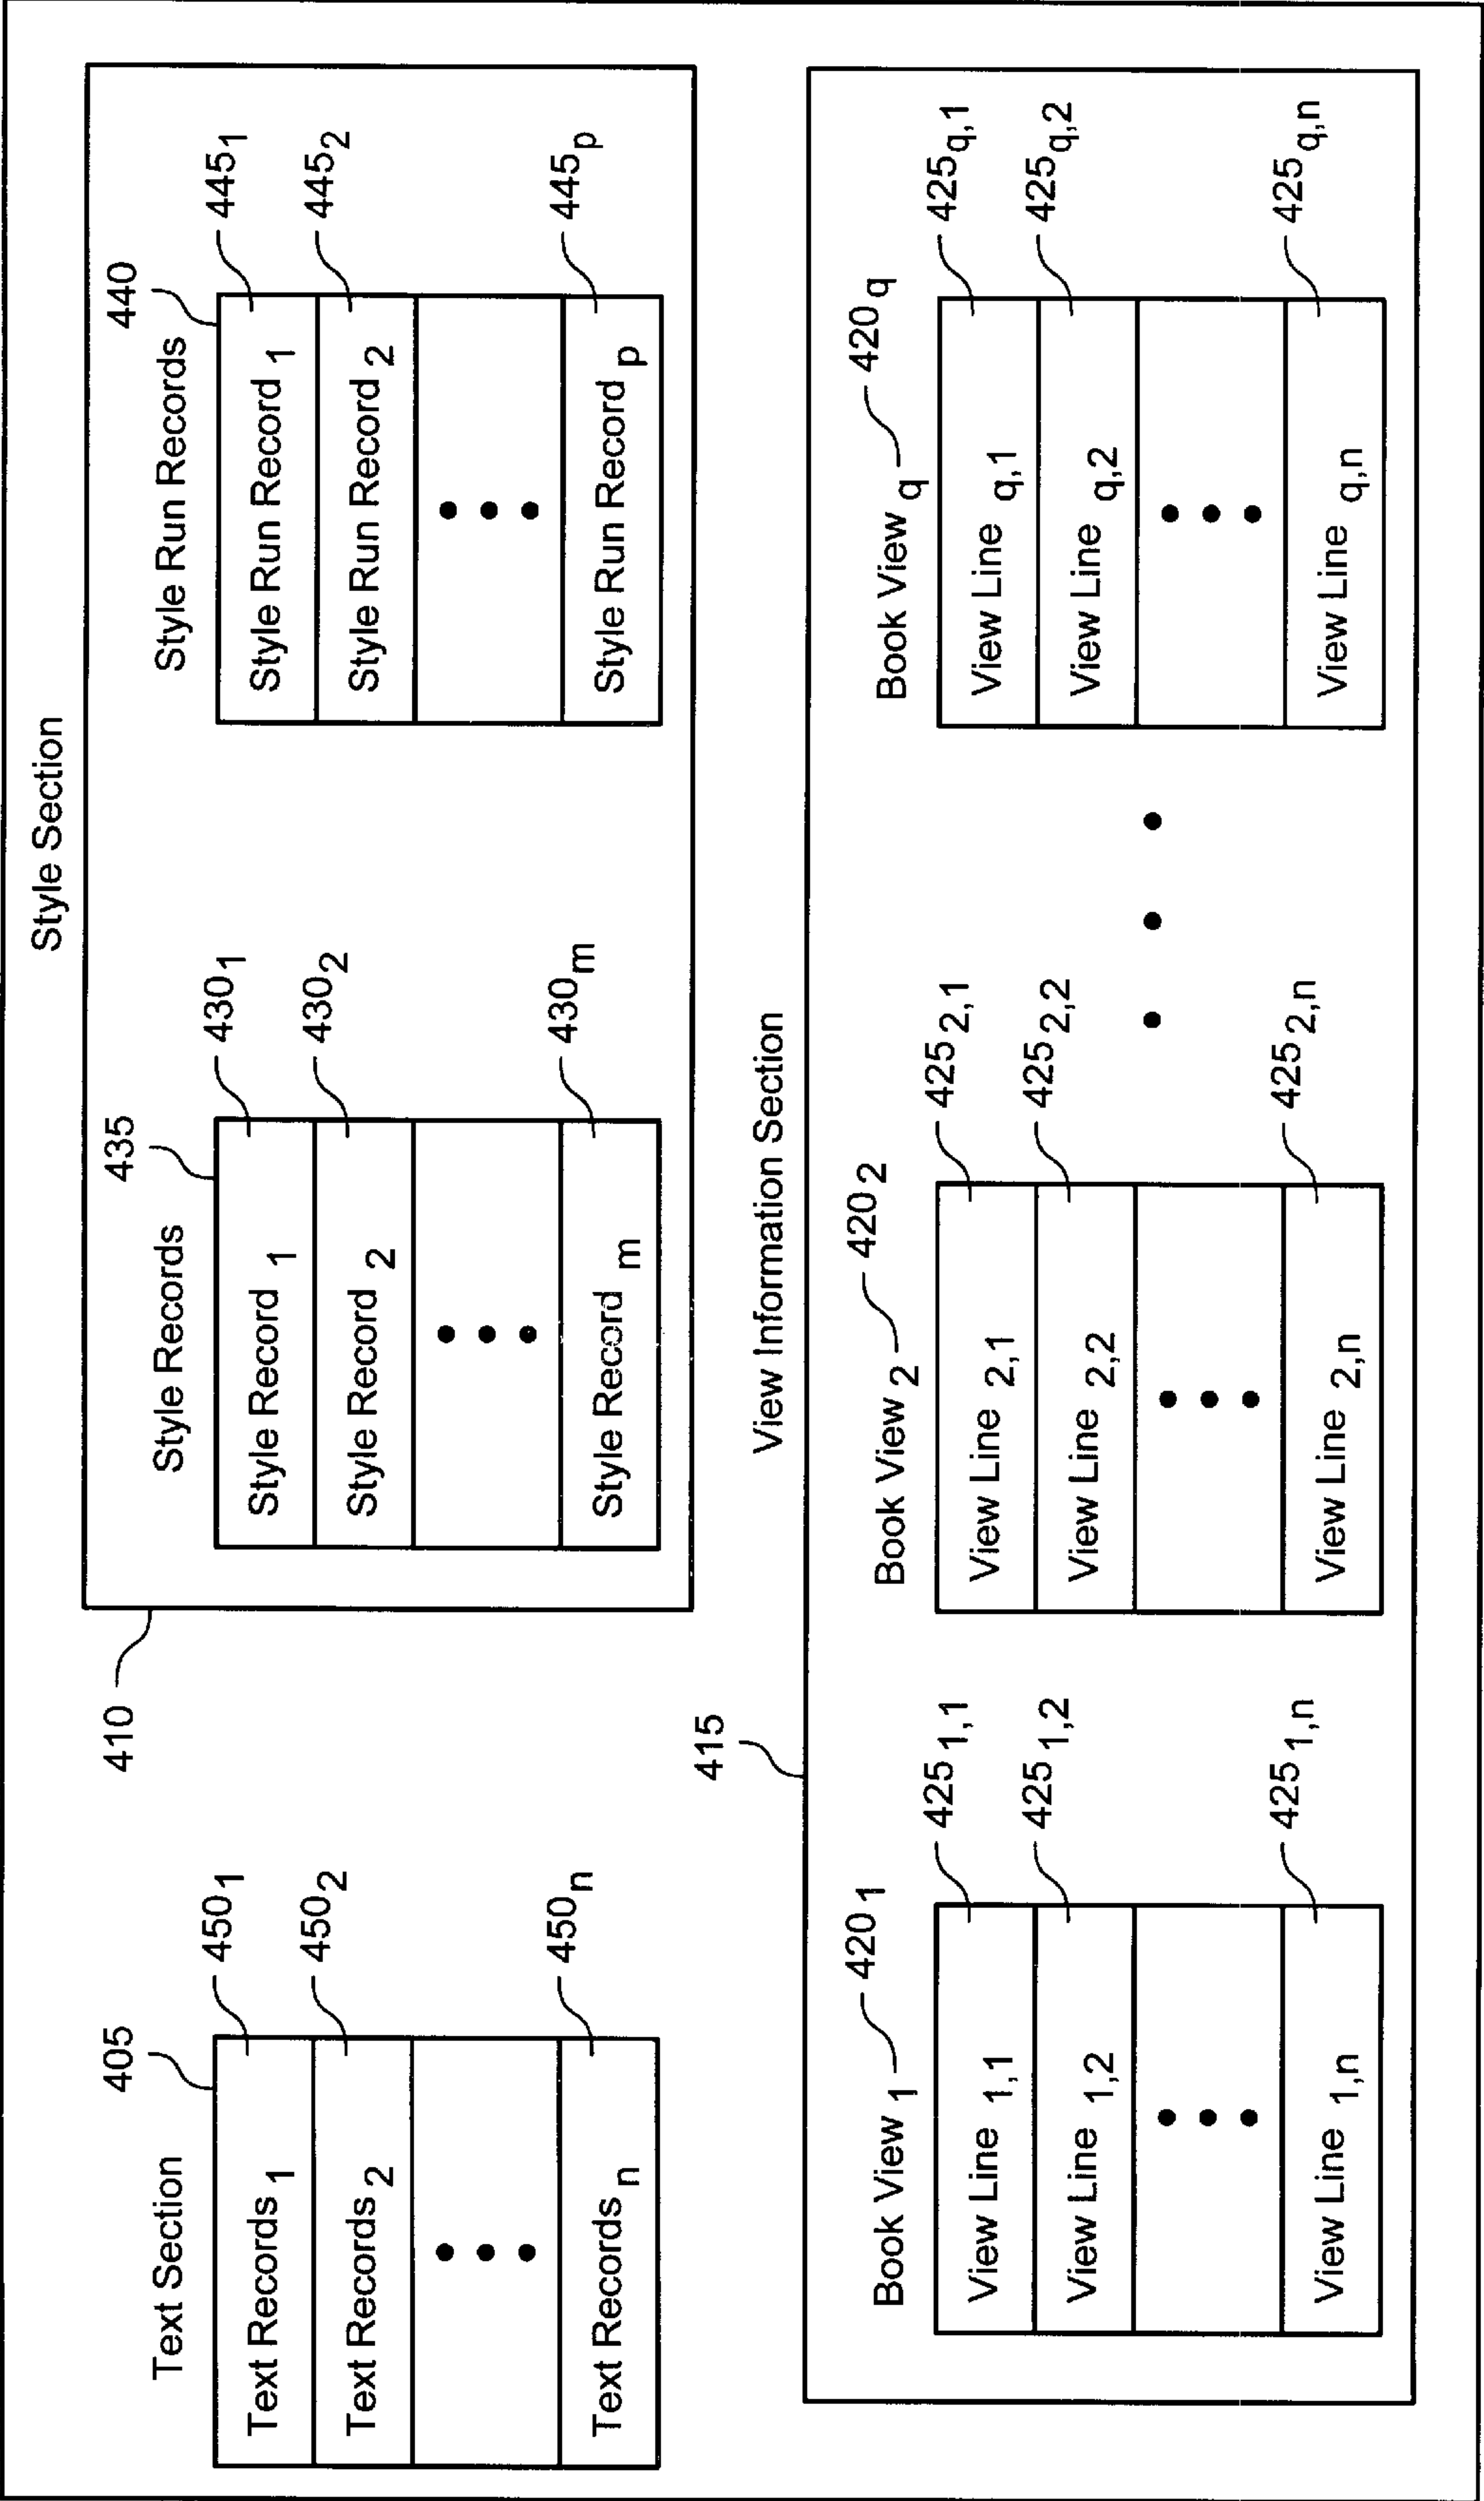 Style Section
Text Section
405
Text Records 1
450 1
Text Records 2
450 2
Text Records n
450 n
410
Style Records
435
Style Record 1
430 1
Style Record 2
430 2
Style Record m
430 m
Style Run Records
440
Style Run Record 1
445 1
Style Run Record 2
445 2
Style Run Record p
445 p
View Information Section
415
Book View 1
420 1
View Line 1,1
425 1,1
View Line 1,2
425 1,2
View Line 1,n
425 1,n
Book View 2
420 2
View Line 2,1
425 2,1
View Line 2,2
425 2,2
View Line 2,n
425 2,n
Book View q
420 q
View Line q,1
425 q,1
View Line q,2
425 q,2
View Line q,n
425 q,n